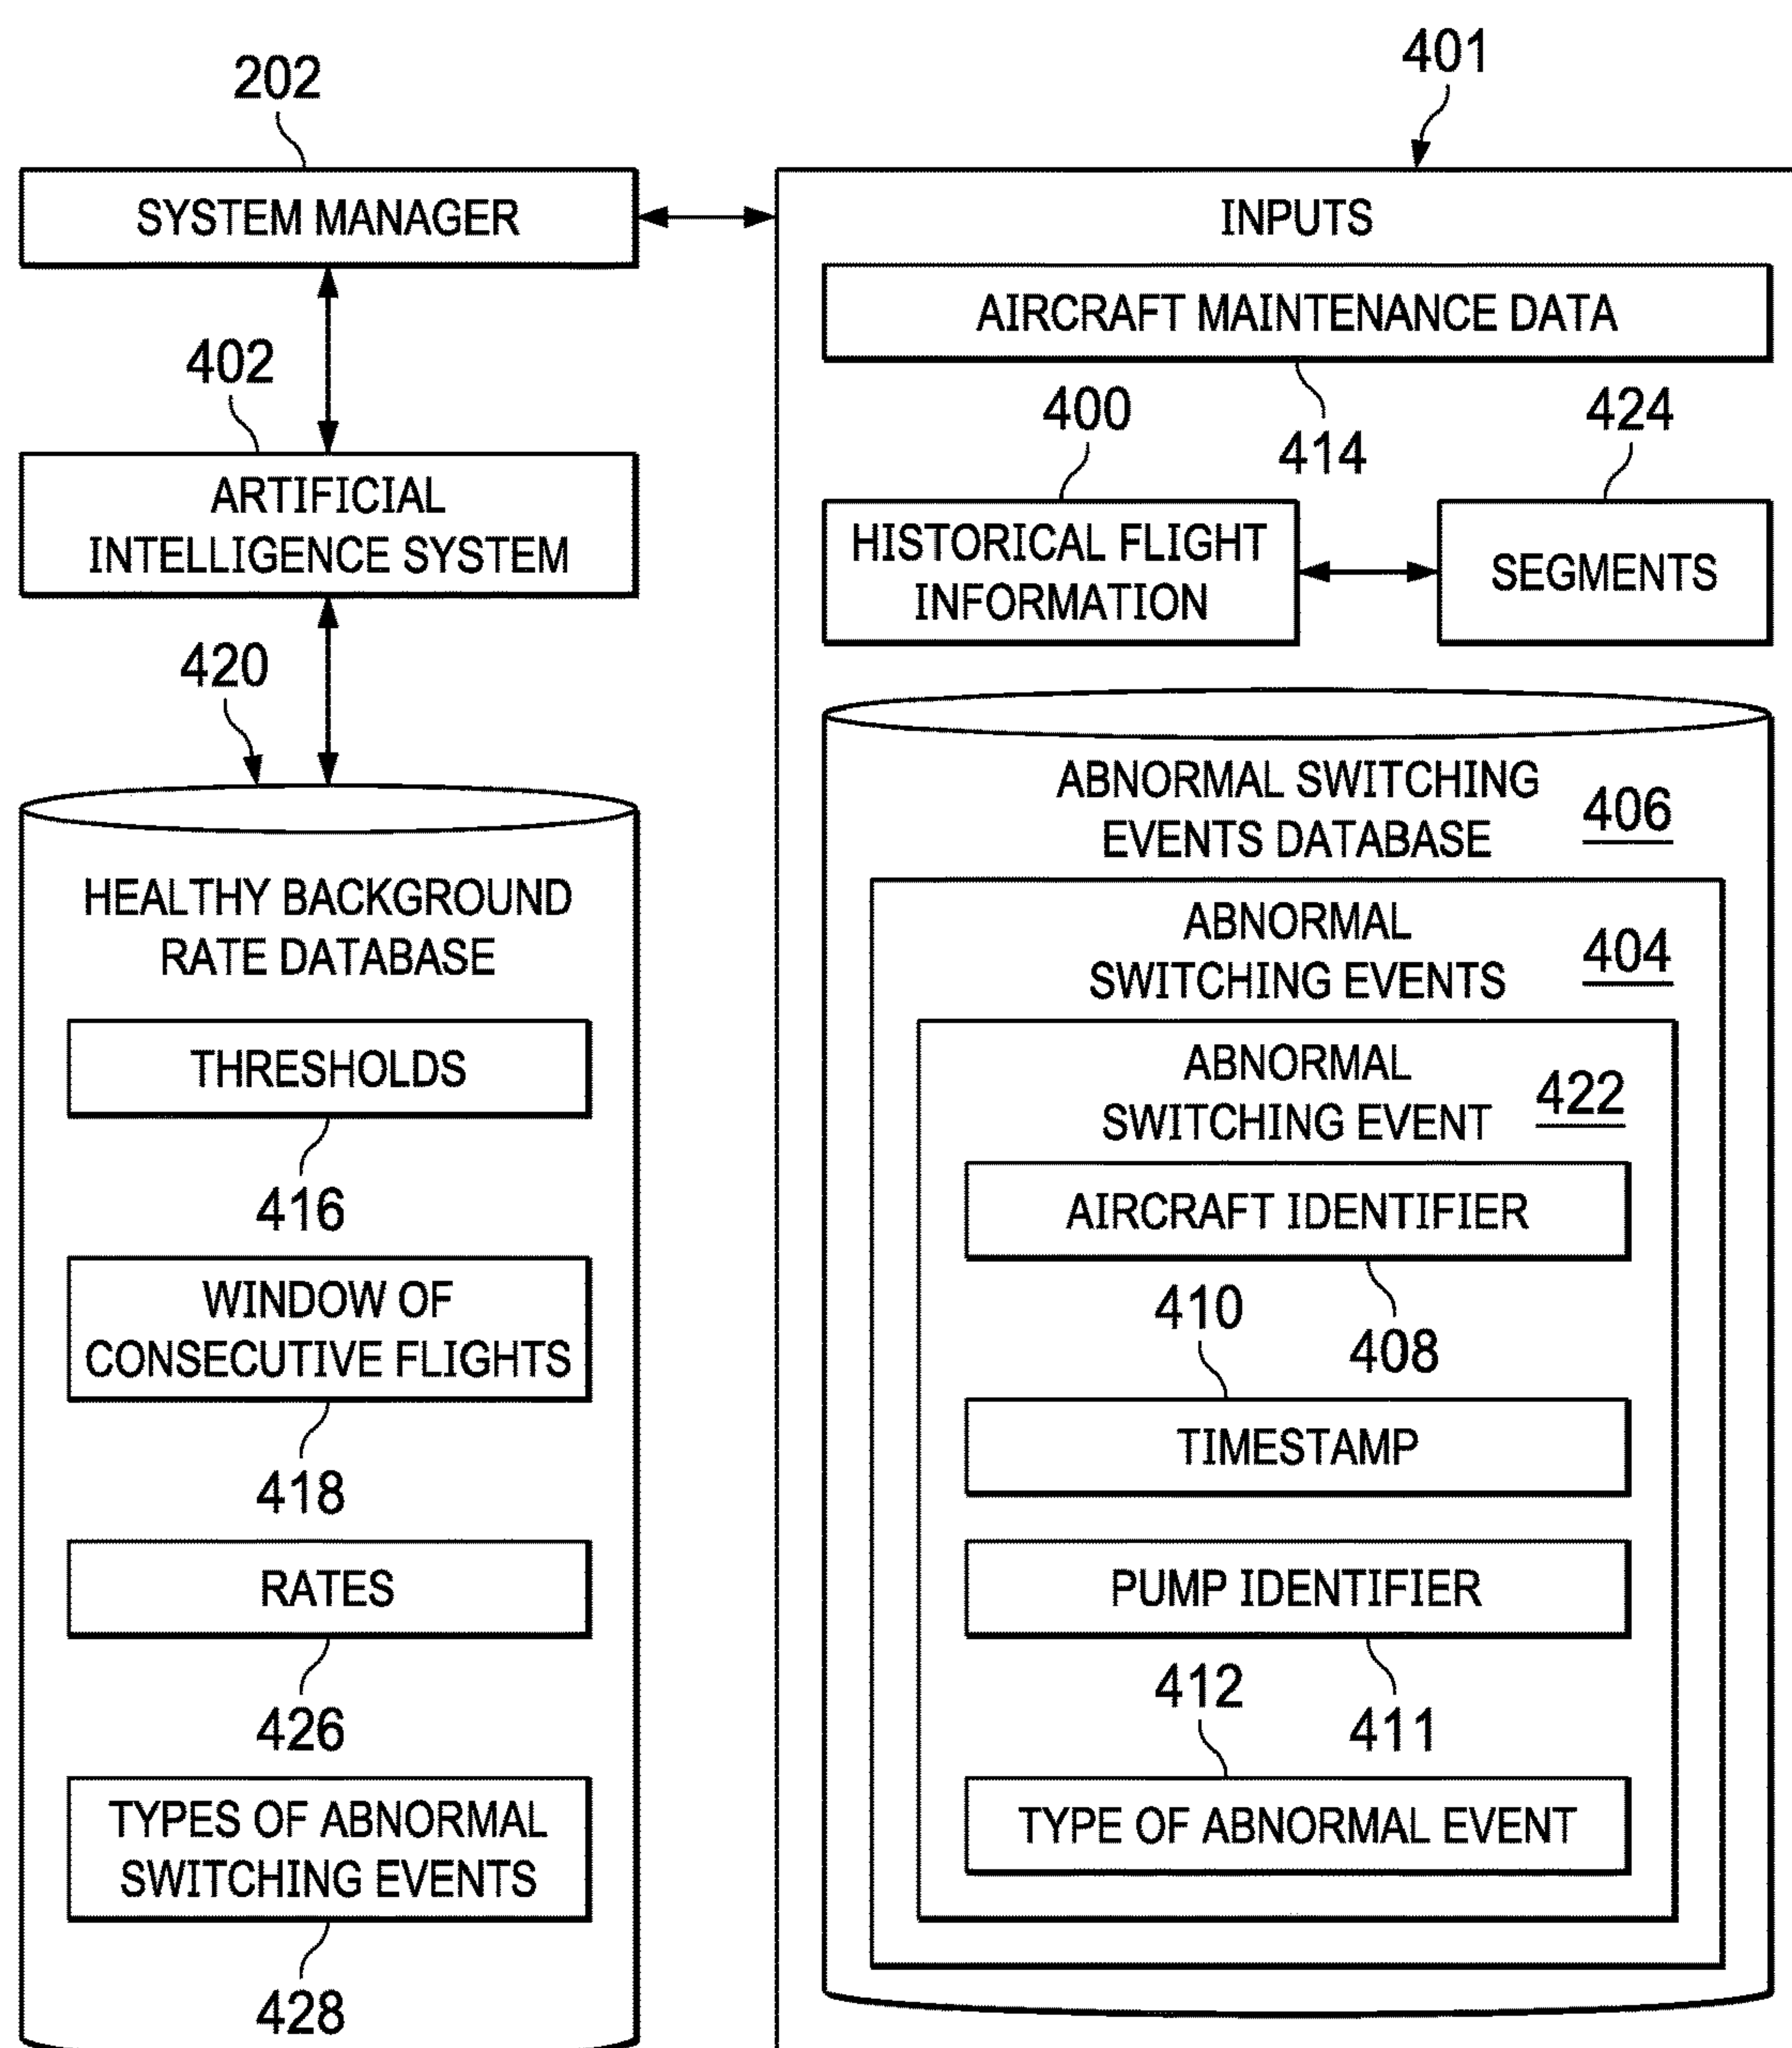 202
SYSTEM MANAGER
402
ARTIFICIAL
INTELLIGENCE SYSTEM
420
HEALTHY BACKGROUND
RATE DATABASE
THRESHOLDS
416
WINDOW OF
CONSECUTIVE FLIGHTS
418
RATES
426
TYPES OF ABNORMAL
SWITCHING EVENTS
428
401
INPUTS
AIRCRAFT MAINTENANCE DATA
414
400
HISTORICAL FLIGHT
INFORMATION
424
SEGMENTS
ABNORMAL SWITCHING
EVENTS DATABASE
406
ABNORMAL
SWITCHING EVENTS
404
ABNORMAL
SWITCHING EVENT
422
AIRCRAFT IDENTIFIER
408
410
TIMESTAMP
PUMP IDENTIFIER
411
412
TYPE OF ABNORMAL EVENT